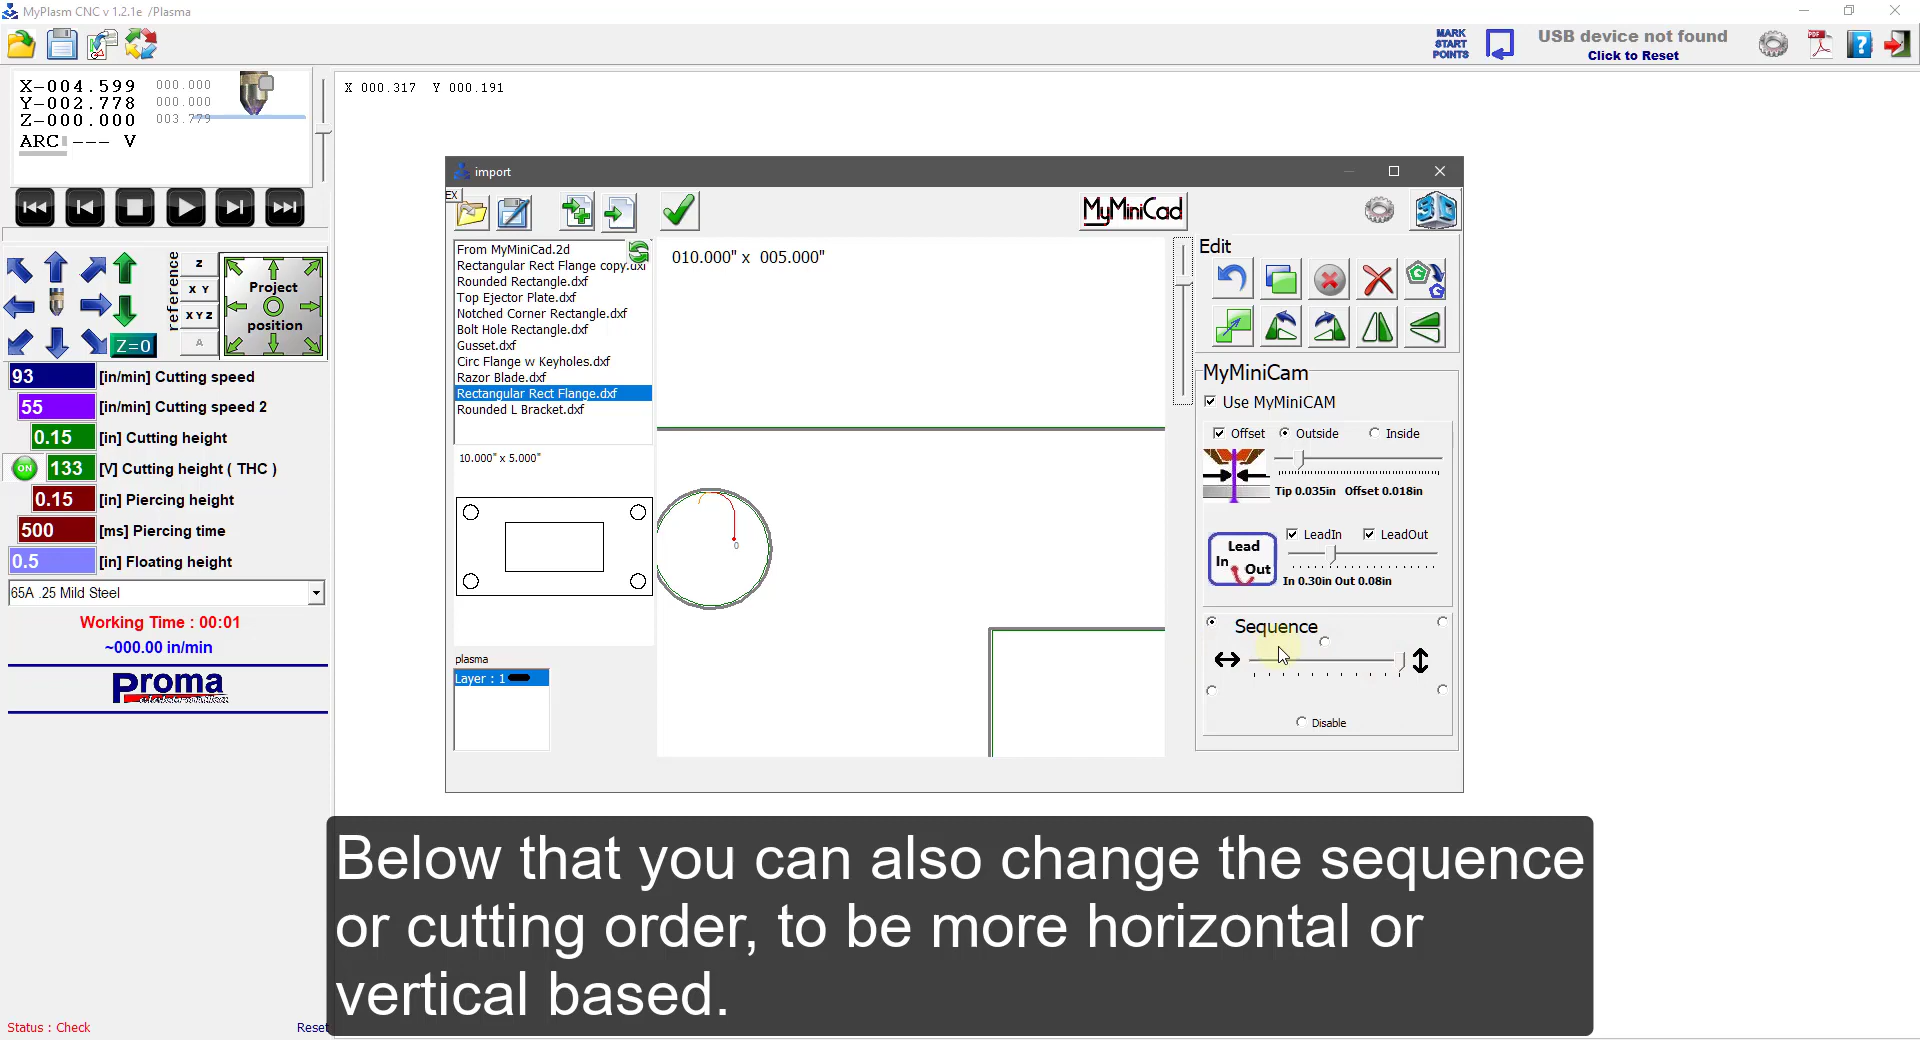 MyPlasm CNC v 1.2.1e /Plasma
MARK
START
POINTS
USB device not found
Click to Reset
PDF
X-004.599 000.000
Y-002.778 000.000
Z-000.000 003.779
ARC --- V
X 000.317 Y 000.191
reference
Z
X Y
X Y Z
A
Z=0
Project
position
93 [in/min] Cutting speed
55 [in/min] Cutting speed 2
0.15 [in] Cutting height
ON 133 [V] Cutting height ( THC )
0.15 [in] Piercing height
500 [ms] Piercing time
0.5 [in] Floating height
65A .25 Mild Steel
Working Time : 00:01
~000.00 in/min
Proma
Status : Check
Reset
import
EX
MyMiniCad
3D
From MyMiniCad.2d
Rectangular Rect Flange copy.dxf
Rounded Rectangle.dxf
Top Ejector Plate.dxf
Notched Corner Rectangle.dxf
Bolt Hole Rectangle.dxf
Gusset.dxf
Circ Flange w Keyholes.dxf
Razor Blade.dxf
Rectangular Rect Flange.dxf
Rounded L Bracket.dxf
10.000" x 5.000"
plasma
Layer : 1
010.000" x 005.000"
0
Edit
G
G
MyMiniCam
Use MyMiniCAM
Offset Outside Inside
Tip 0.035in Offset 0.018in
Lead
In Out
LeadIn LeadOut
In 0.30in Out 0.08in
Sequence
Disable
Below that you can also change the sequence
or cutting order, to be more horizontal or
vertical based.